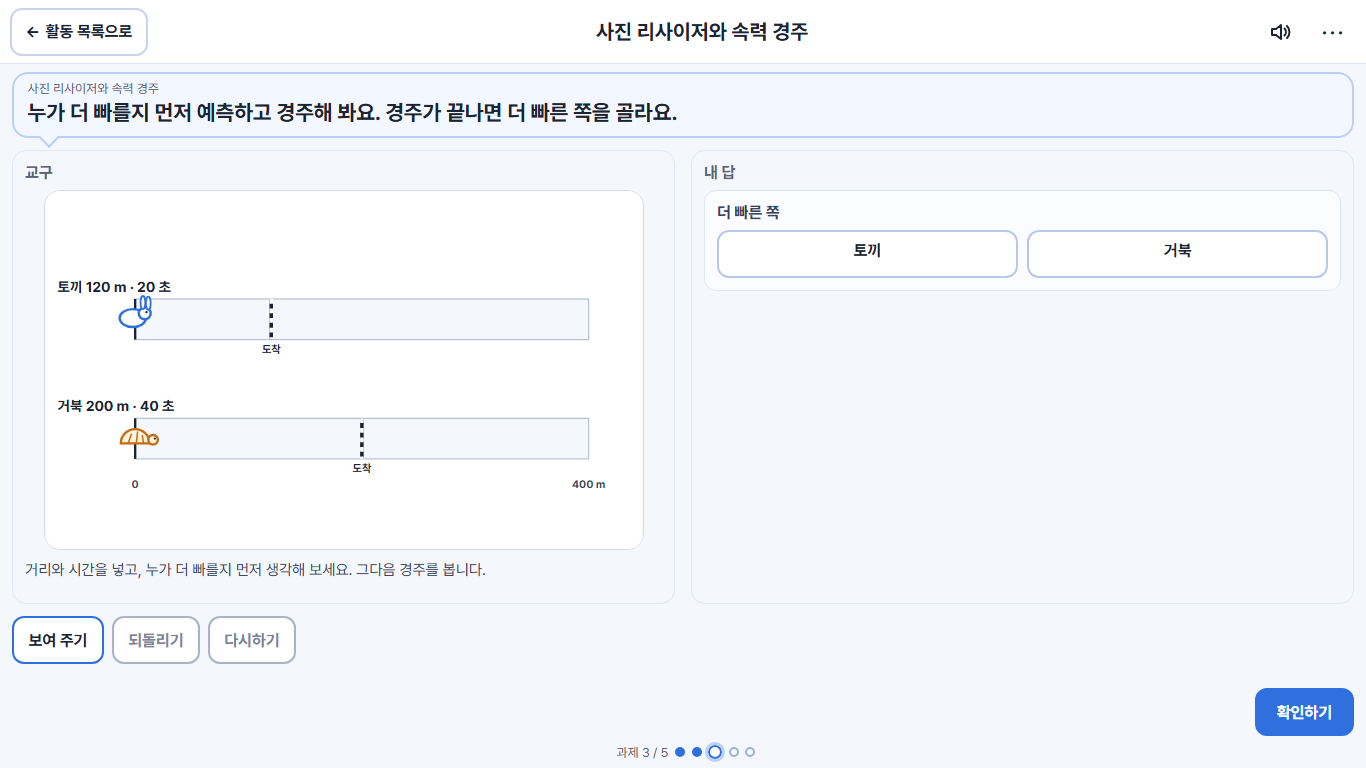 ← 활동 목록으로
사진 리사이저와 속력 경주
사진 리사이저와 속력 경주
누가 더 빠를지 먼저 예측하고 경주해 봐요. 경주가 끝나면 더 빠른 쪽을 골라요.
교구
토끼 120 m · 20 초
도착
거북 200 m · 40 초
도착
0
400 m
거리와 시간을 넣고, 누가 더 빠를지 먼저 생각해 보세요. 그다음 경주를 봅니다.
내 답
더 빠른 쪽
토끼
거북
보여 주기
되돌리기
다시하기
확인하기
과제 3 / 5